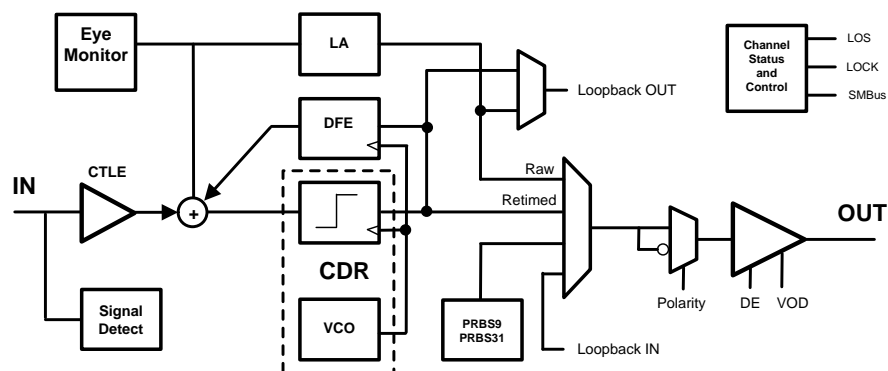 Eye
Monitor
LA
Channel
Status
and
Control
LOS
LOCK
SMBus
Loopback OUT
DFE
CTLE
IN
+
Raw
Retimed
OUT
CDR
Signal
Detect
VCO
PRBS9
PRBS31
Loopback IN
Polarity
DE
VOD